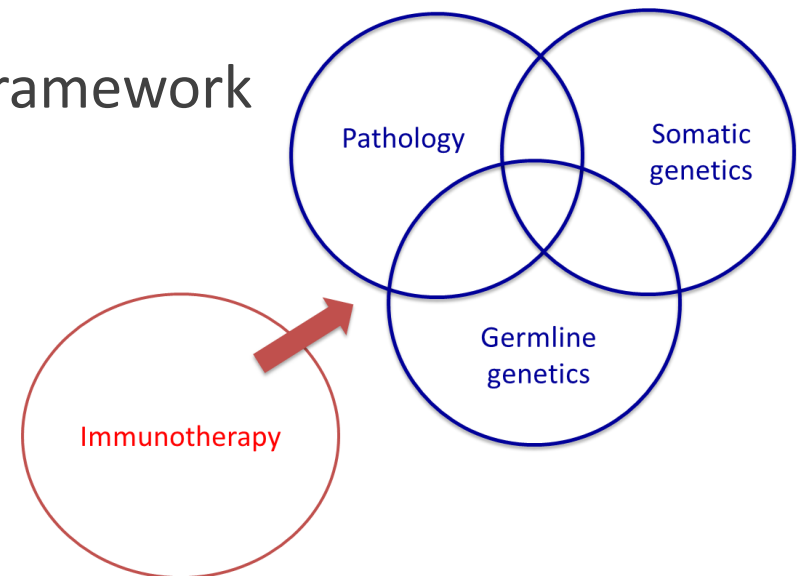 ramework
Pathology
Somatic
genetics
Germline
genetics
Immunotherapy